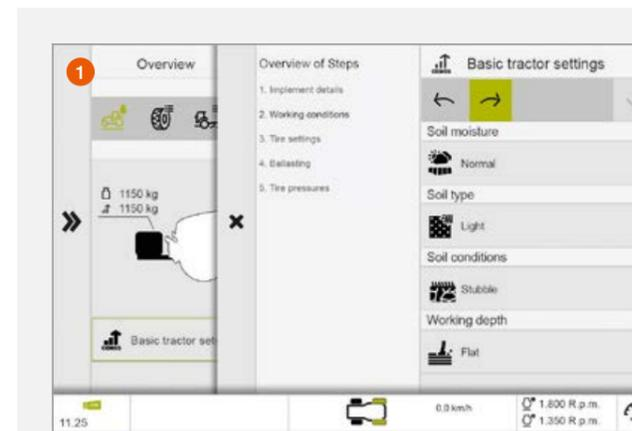 1
Overview
Overview of Steps
Basic tractor settings
1. Implement details
2. Working conditions
3. Tire settings
4. Ballasting
5. Tire pressures
1150 kg
1150 kg
Basic tractor set
Soil moisture
Normal
Soil type
Light
Soil conditions
Stubble
Working depth
Flat
11.25
0,0 km/h
1.800 R.p.m.
1.350 R.p.m.